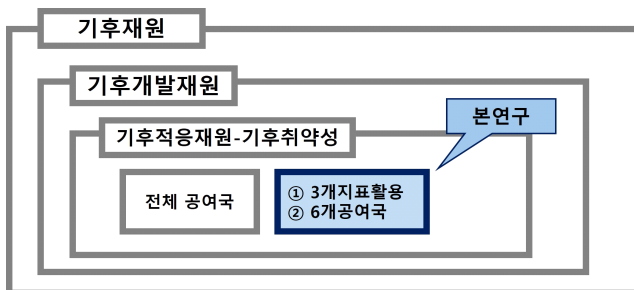 기후재원
기후개발재원
본연구
기후적응재원-기후취약성
전체 공여국
① 3개지표활용
② 6개공여국